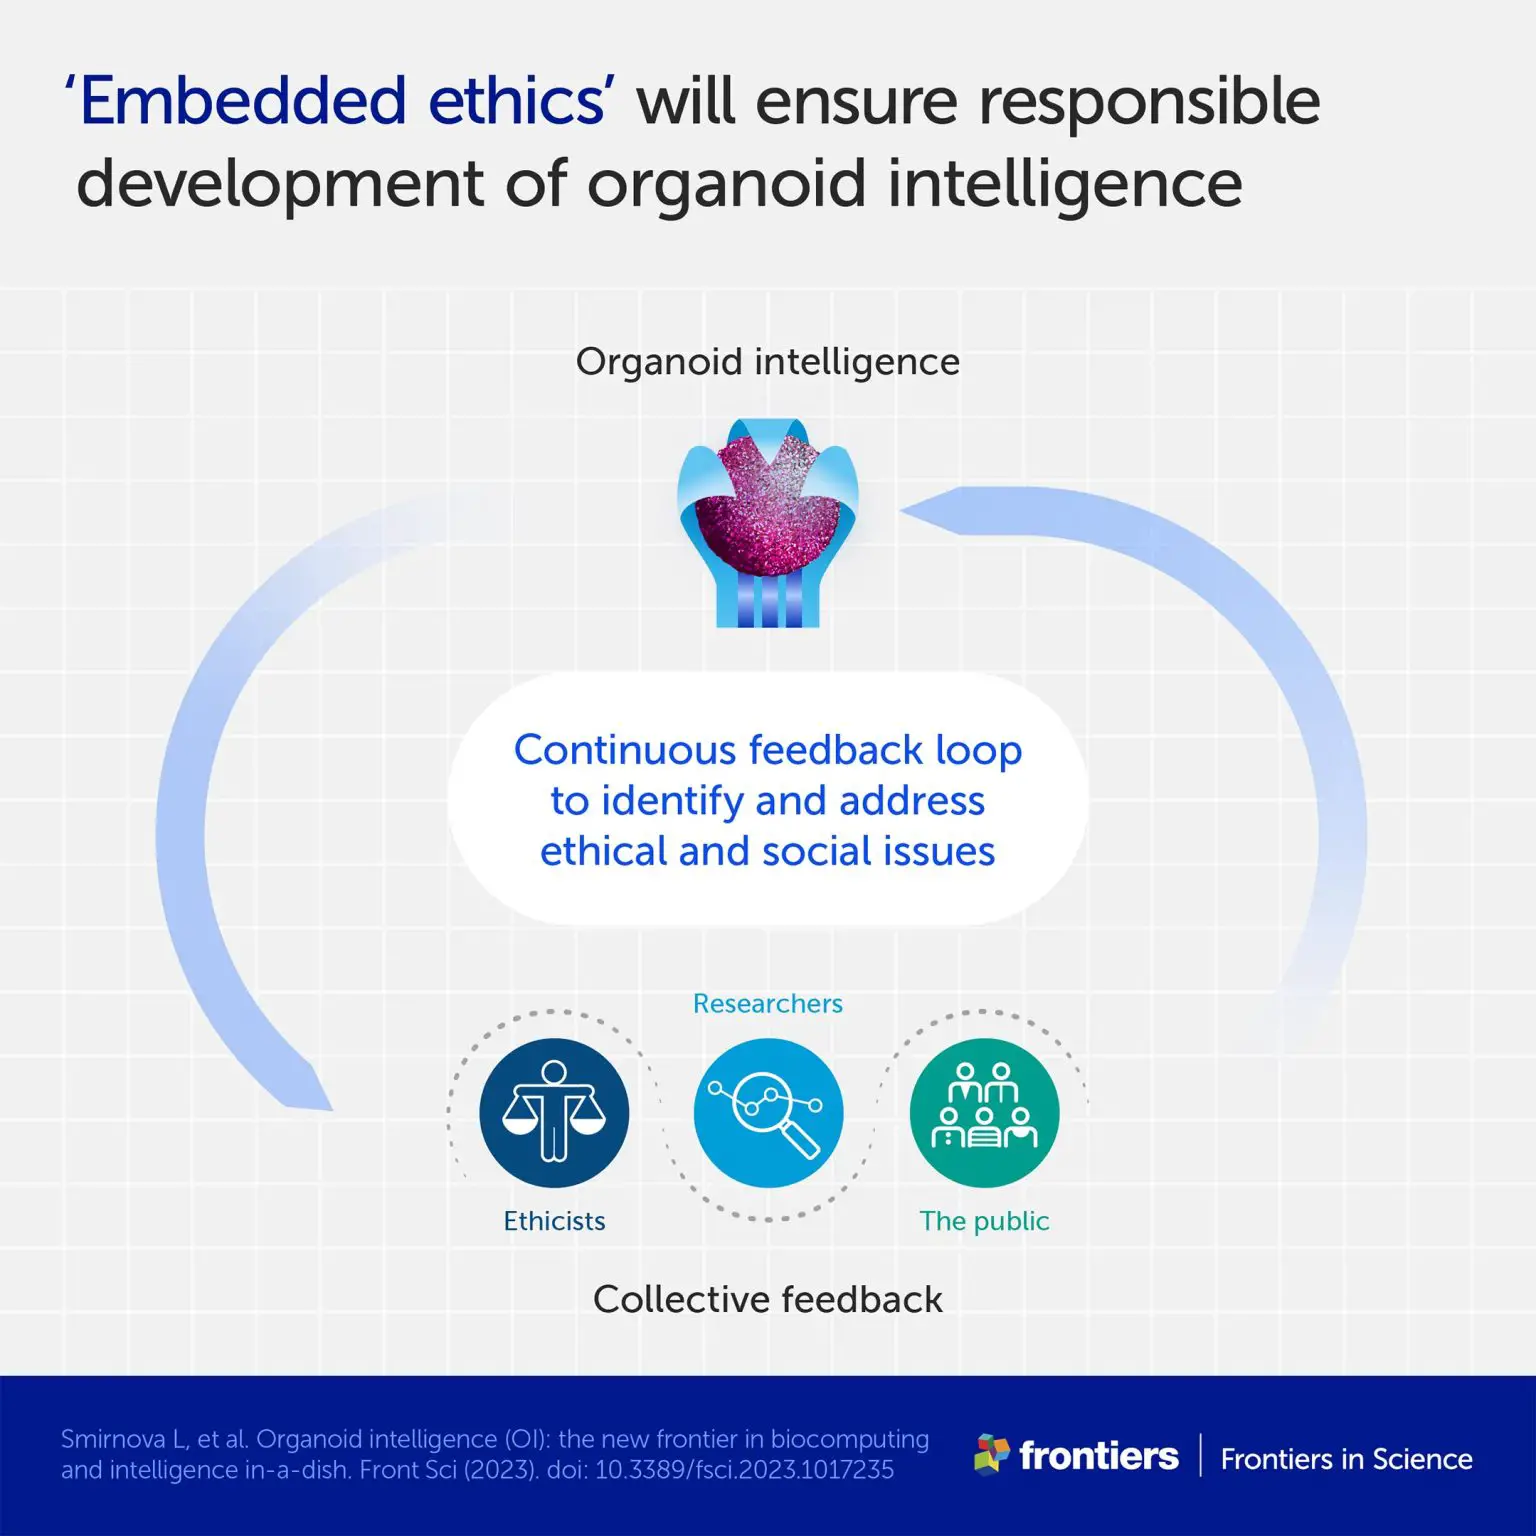 ‘Embedded ethics’ will ensure responsible
development of organoid intelligence
Organoid intelligence
Continuous feedback loop
to identify and address
ethical and social issues
Researchers
Ethicists
The public
Collective feedback
Smirnova L, et al. Organoid intelligence (OI): the new frontier in biocomputing
and intelligence in-a-dish. Front Sci (2023). doi: 10.3389/fsci.2023.1017235
frontiers | Frontiers in Science